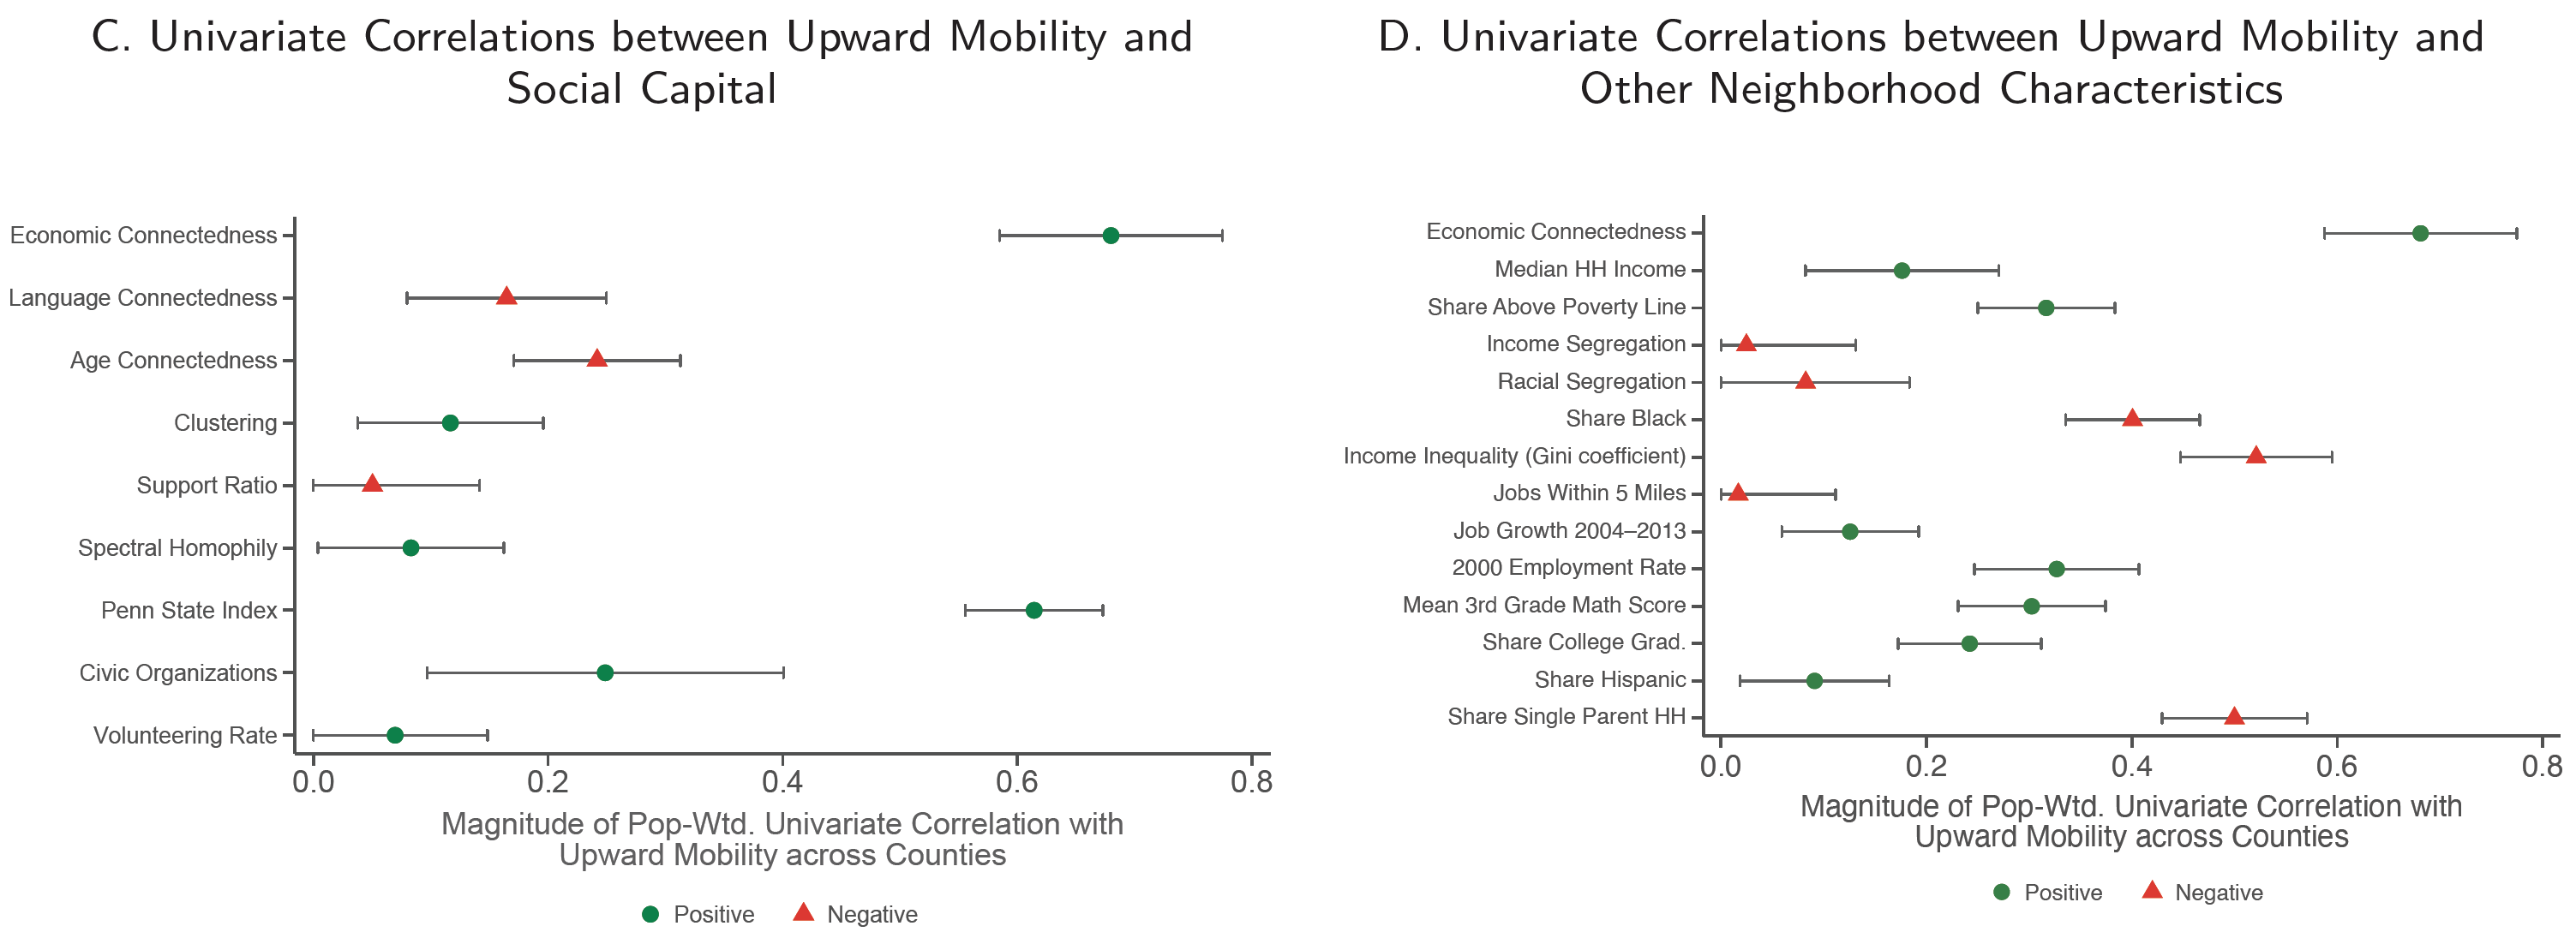 C. Univariate Correlations between Upward Mobility and
Social Capital
Economic Connectedness
Language Connectedness
Age Connectedness
Clustering
Support Ratio
Spectral Homophily
Penn State Index
Civic Organizations
Volunteering Rate
0.0 0.2 0.4 0.6 0.8
Magnitude of Pop-Wtd. Univariate Correlation with
Upward Mobility across Counties
Positive Negative
D. Univariate Correlations between Upward Mobility and
Other Neighborhood Characteristics
Economic Connectedness
Median HH Income
Share Above Poverty Line
Income Segregation
Racial Segregation
Share Black
Income Inequality (Gini coefficient)
Jobs Within 5 Miles
Job Growth 2004–2013
2000 Employment Rate
Mean 3rd Grade Math Score
Share College Grad.
Share Hispanic
Share Single Parent HH
0.0 0.2 0.4 0.6 0.8
Magnitude of Pop-Wtd. Univariate Correlation with
Upward Mobility across Counties
Positive Negative